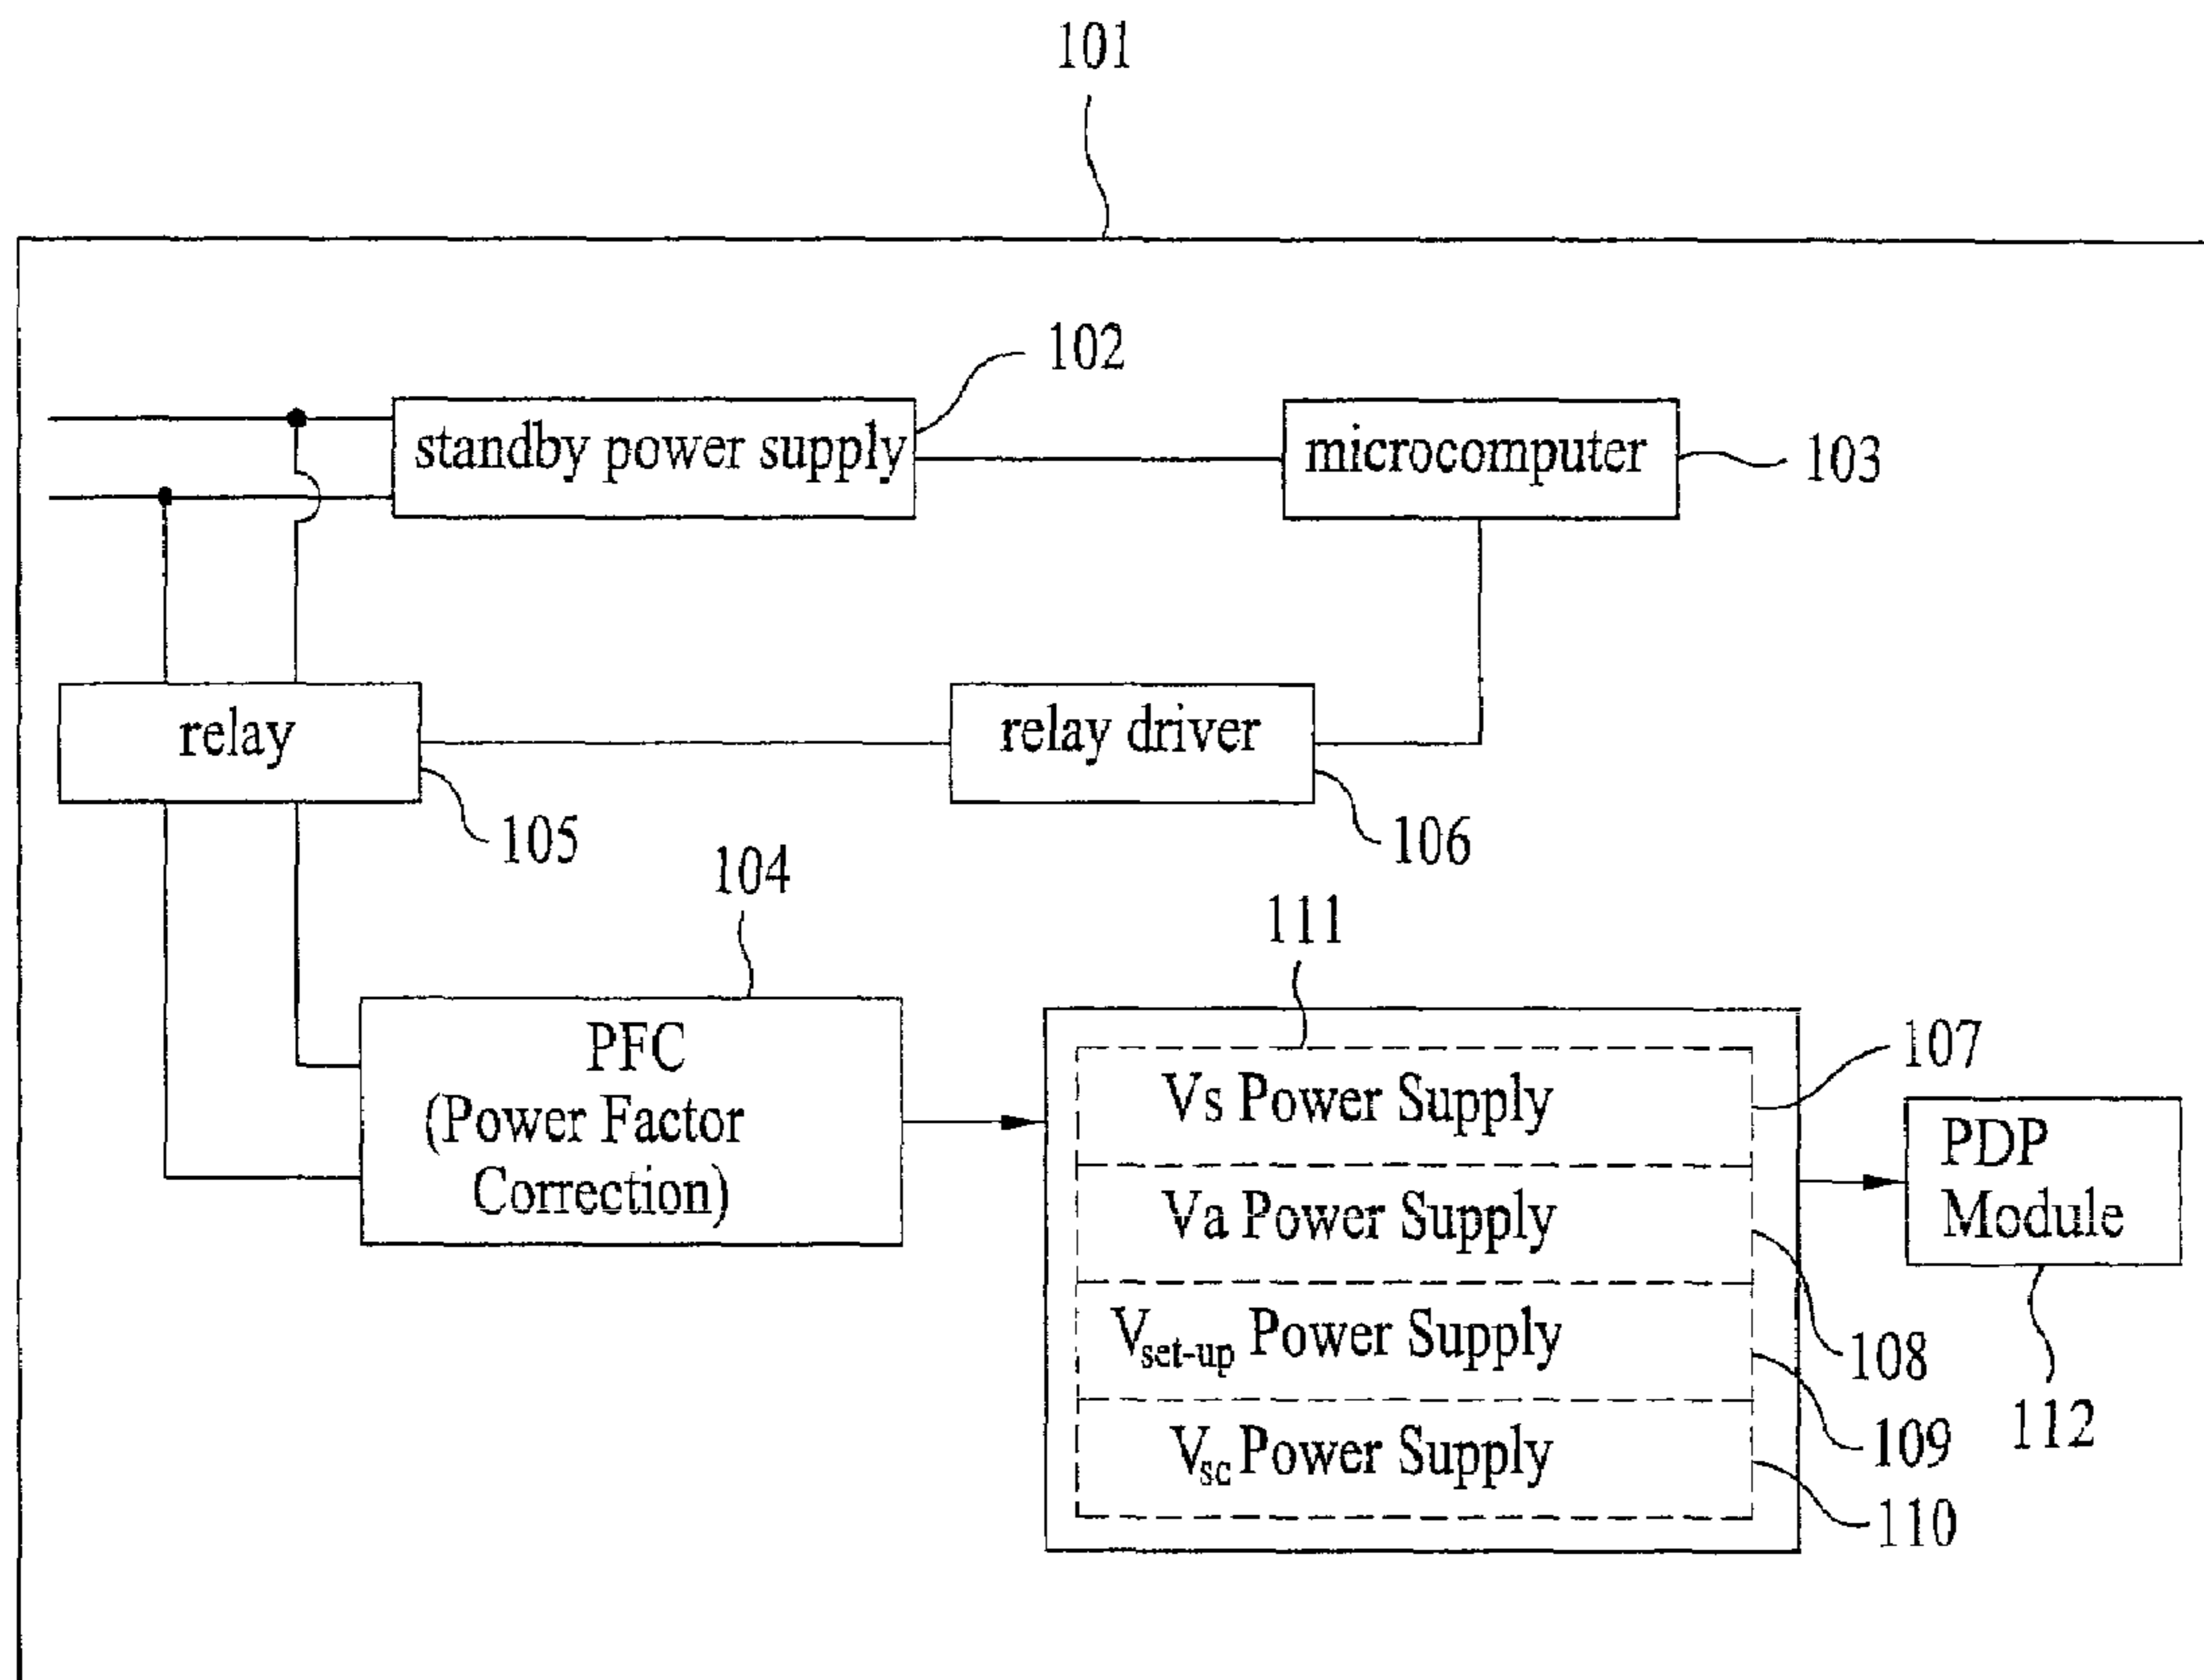 101
102
standby power supply
microcomputer
103
relay
relay driver
105
106
104
111
PFC
(Power Factor
Correction)
Vs Power Supply
107
Va Power Supply
108
Vset-up Power Supply
109
Vsc Power Supply
110
PDP
Module
112